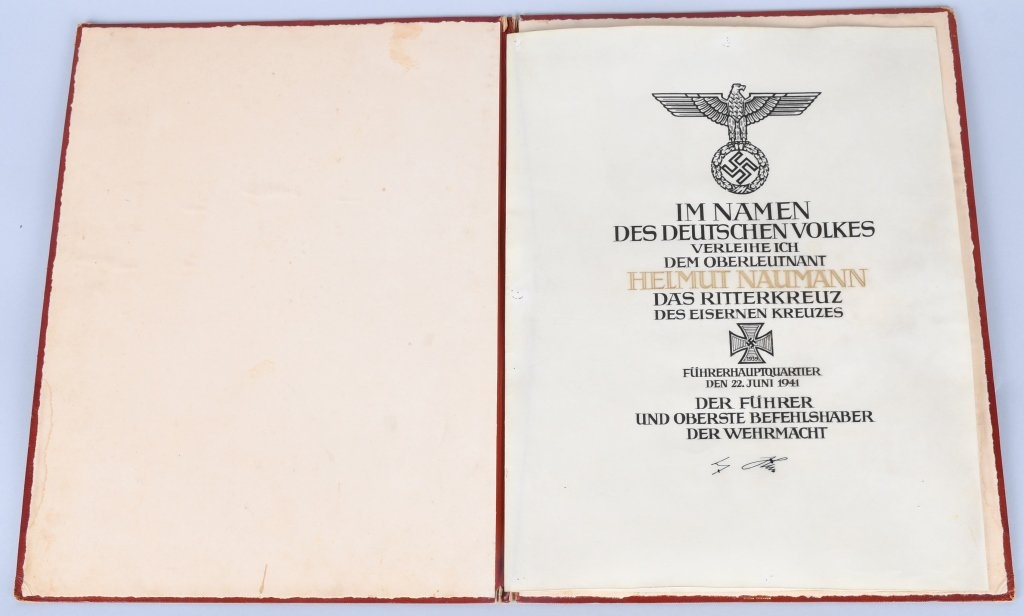 IM NAMEN
DES DEUTSCHEN VOLKES
VERLEIHE ICH
DEM OBERLEUTNANT
HELMUT NAUMANN
DAS RITTERKREUZ
DES EISERNEN KREUZES
1939
FÜHRERHAUPTQUARTIER
DEN 22. JUNI 1941
DER FÜHRER
UND OBERSTE BEFEHLSHABER
DER WEHRMACHT